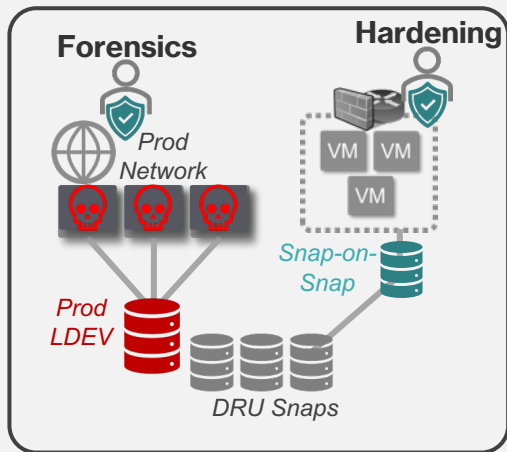 Forensics
Hardening
Prod
Network
VM
VM
VM
Snap-on-
Snap
Prod
LDEV
DRU Snaps